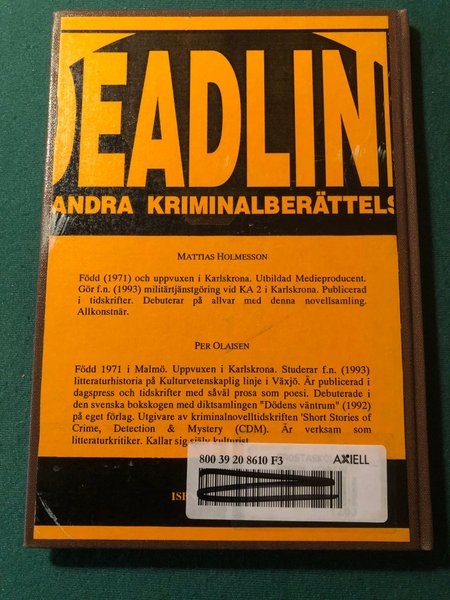 DEADLIN
ANDRA KRIMINALBERÄTTELS
MATTIAS HOLMESSON
Född (1971) och uppvuxen i Karlskrona. Utbildad Medieproducent.
Gör f.n. (1993) militärtjänstgöring vid KA 2 i Karlskrona. Publicerad
i tidskrifter. Debuterar på allvar med denna novellsamling.
Allkonstnär.
PER OLAISEN
Född 1971 i Malmö. Uppvuxen i Karlskrona. Studerar f.n. (1993)
litteraturhistoria på Kulturvetenskaplig linje i Växjö. Är publicerad i
dagspress och tidskrifter med såväl prosa som poesi. Debuterade i
den svenska bokskogen med diktsamlingen "Dödens väntrum" (1992)
på eget förlag. Utgivare av kriminalnovelltidskriften 'Short Stories of
Crime, Detection & Mystery (CDM). Är verksam som
litteraturkritiker. Kallar sig själv kulturist.
800 39 20 8610 F3 AXIELL